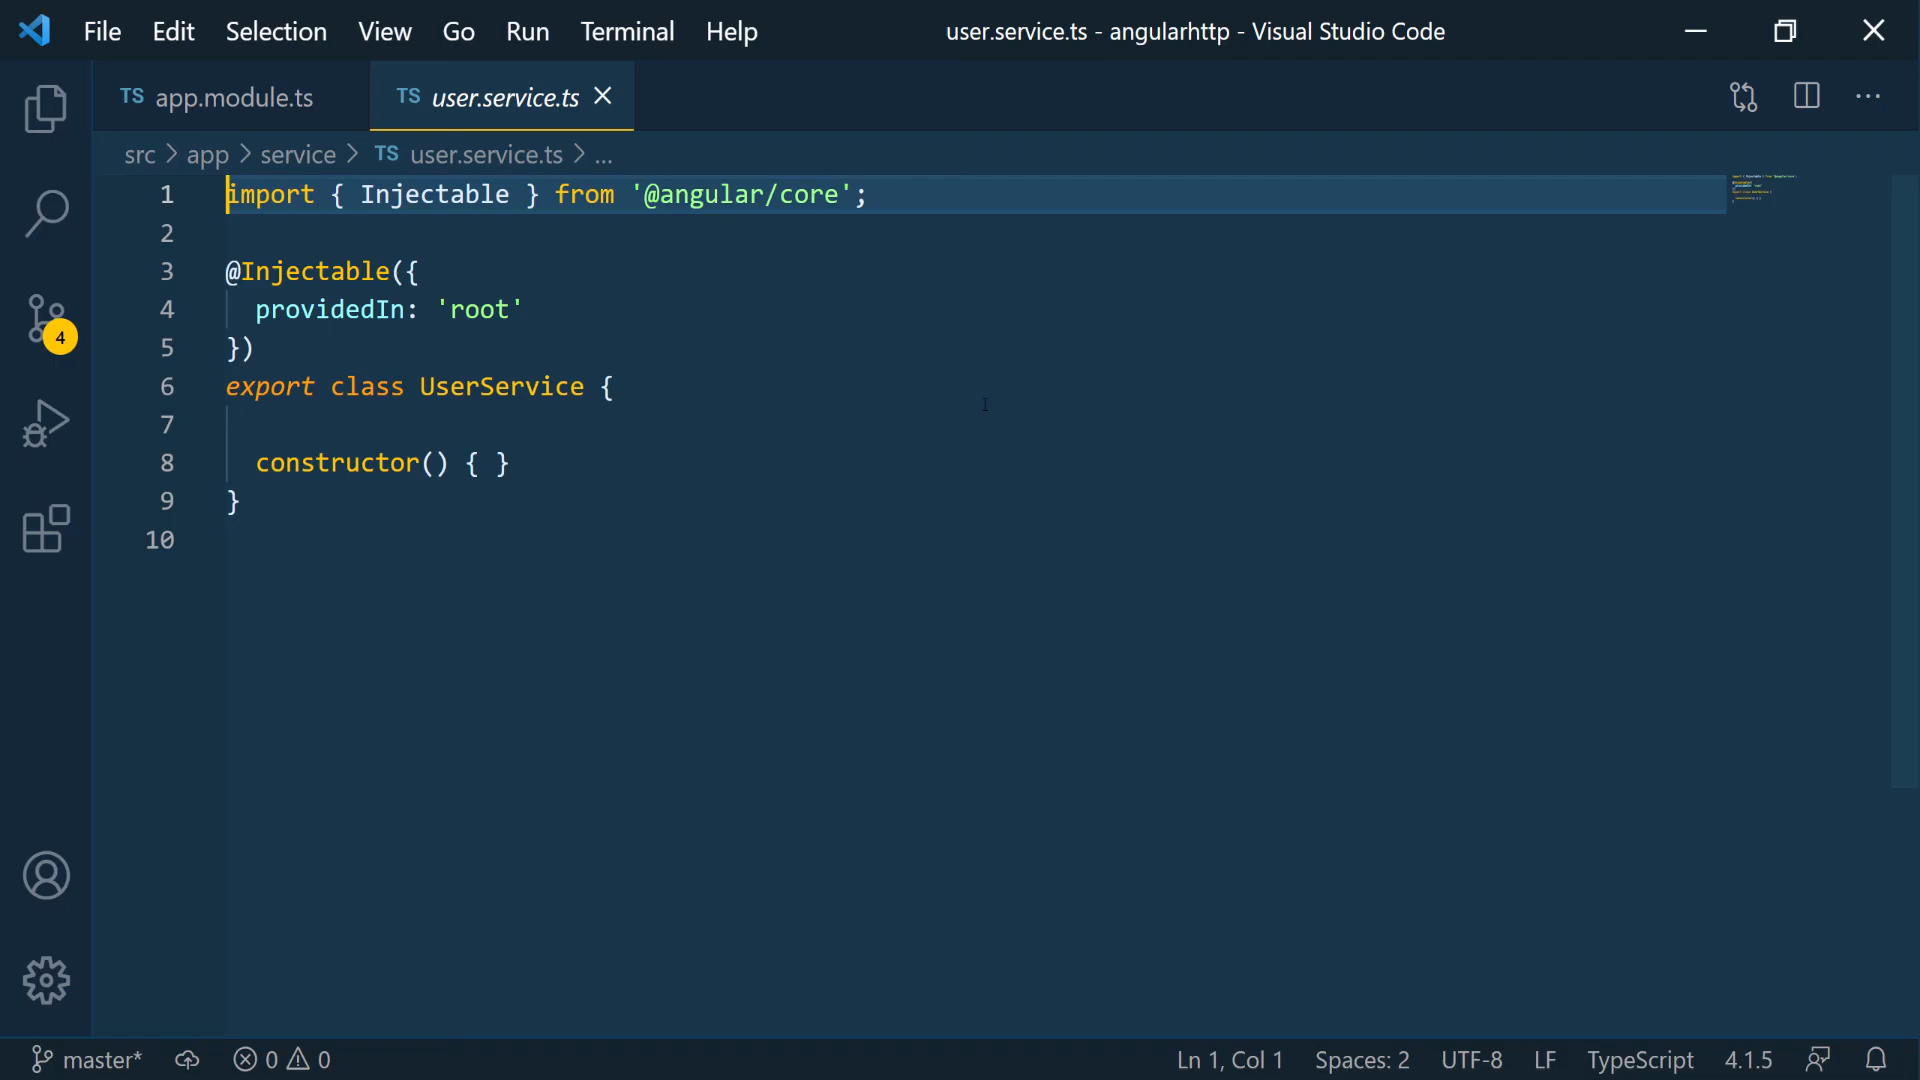 File Edit Selection View Go Run Terminal Help user.service.ts - angularhttp - Visual Studio Code
TS app.module.ts TS user.service.ts
src > app > service > TS user.service.ts > ...
1 import { Injectable } from '@angular/core';
2
3 @Injectable({
4 providedIn: 'root'
5 })
6 export class UserService {
7
8 constructor() { }
9 }
10
4
master* 0 0 Ln 1, Col 1 Spaces: 2 UTF-8 LF TypeScript 4.1.5